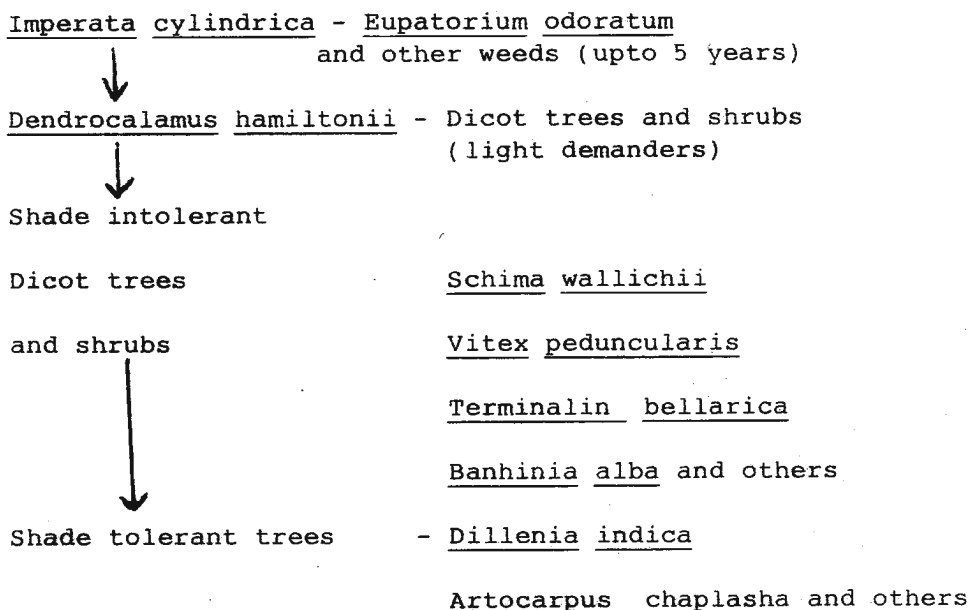 Imperata cylindrica - Eupatorium odoratum
and other weeds (upto 5 years)
Dendrocalamus hamiltonii - Dicot trees and shrubs
(light demanders)
Shade intolerant
Dicot trees Schima wallichii
and shrubs Vitex peduncularis
Terminalin bellarica
Banhinia alba and others
Shade tolerant trees - Dillenia indica
Artocarpus chaplasha and others